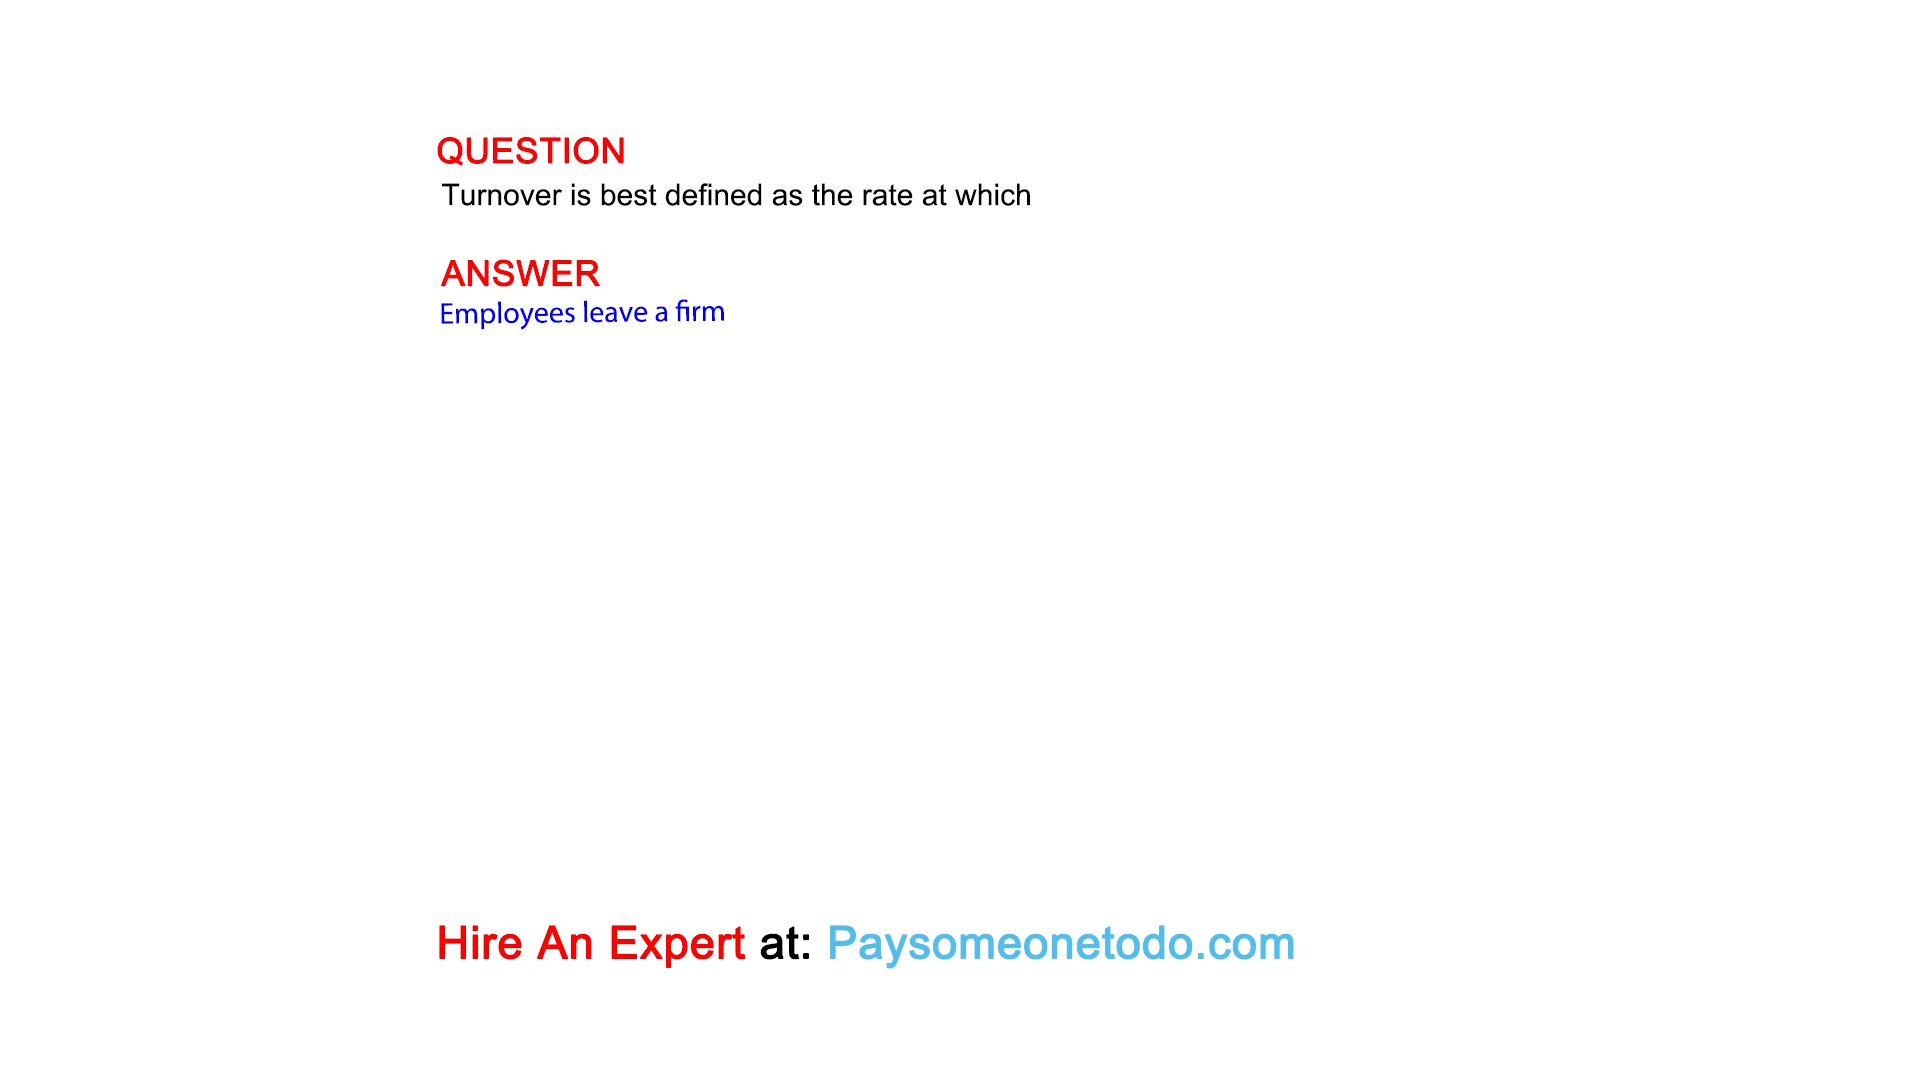 QUESTION
Turnover is best defined as the rate at which
ANSWER
Employees leave a firm
Hire An Expert at: Paysomeonetodo.com